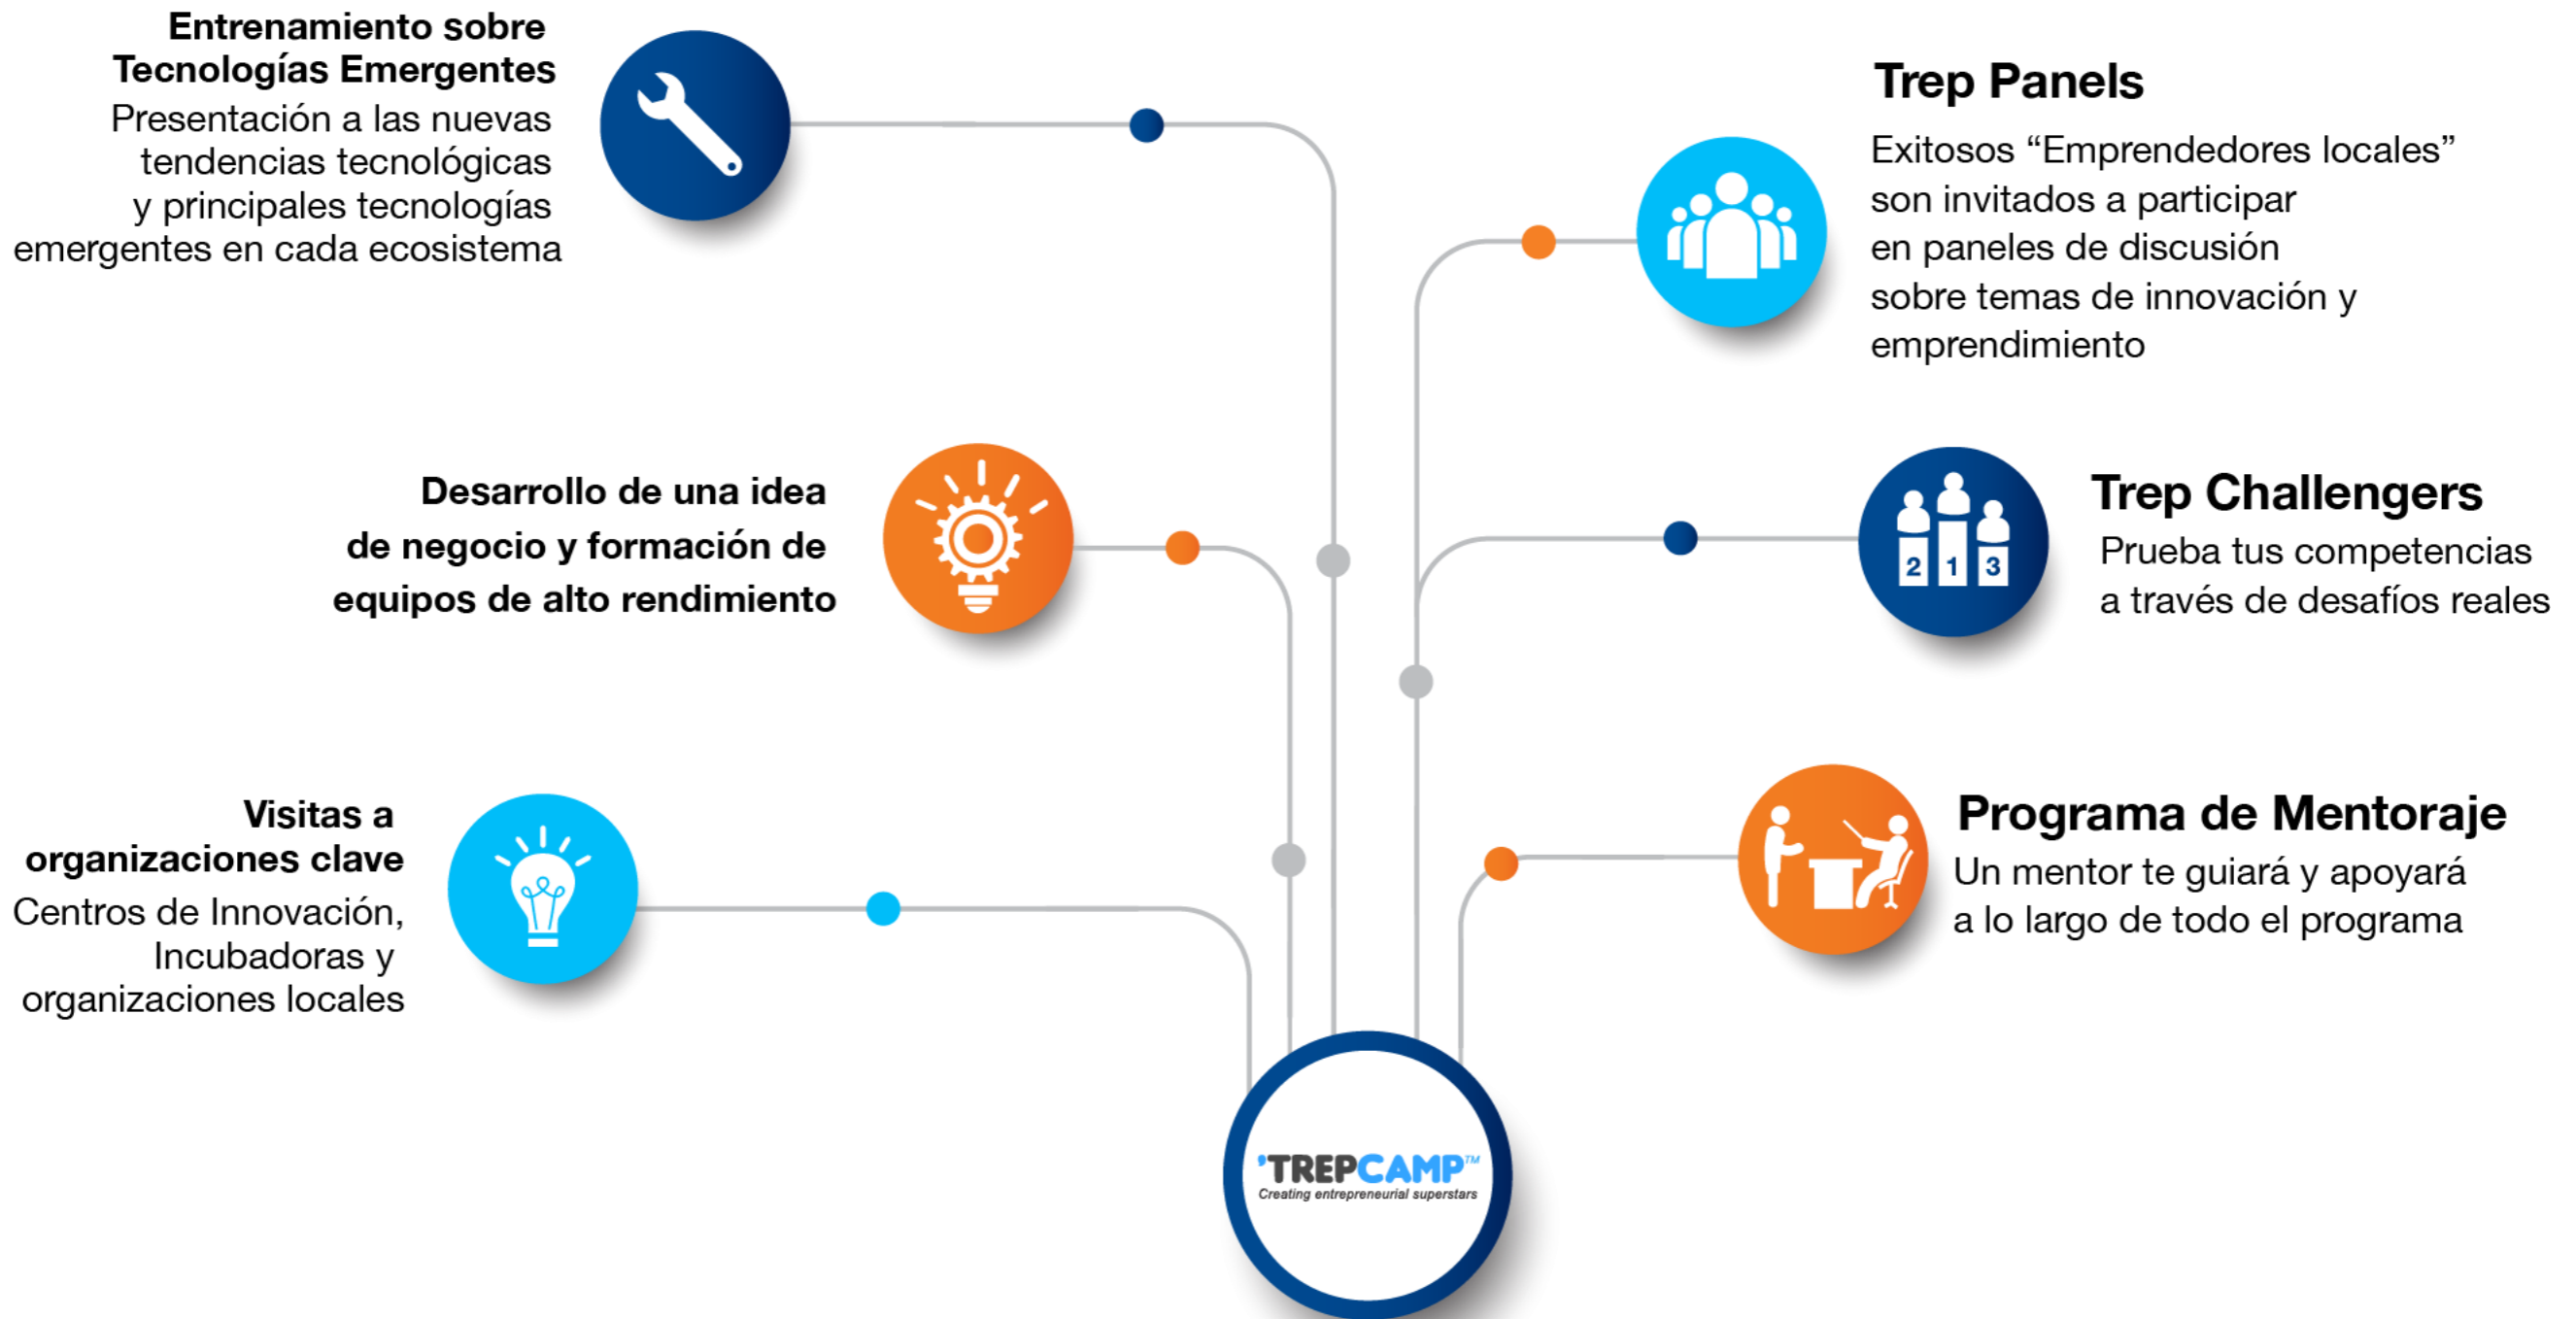 Entrenamiento sobre
Tecnologías Emergentes
Presentación a las nuevas
tendencias tecnológicas
y principales tecnologías
emergentes en cada ecosistema
Desarrollo de una idea
de negocio y formación de
equipos de alto rendimiento
Visitas a
organizaciones clave
Centros de Innovación,
Incubadoras y
organizaciones locales
Trep Panels
Exitosos “Emprendedores locales”
son invitados a participar
en paneles de discusión
sobre temas de innovación y
emprendimiento
2 1 3
Trep Challengers
Prueba tus competencias
a través de desafíos reales
Programa de Mentoraje
Un mentor te guiará y apoyará
a lo largo de todo el programa
'TREPCAMP™
Creating entrepreneurial superstars